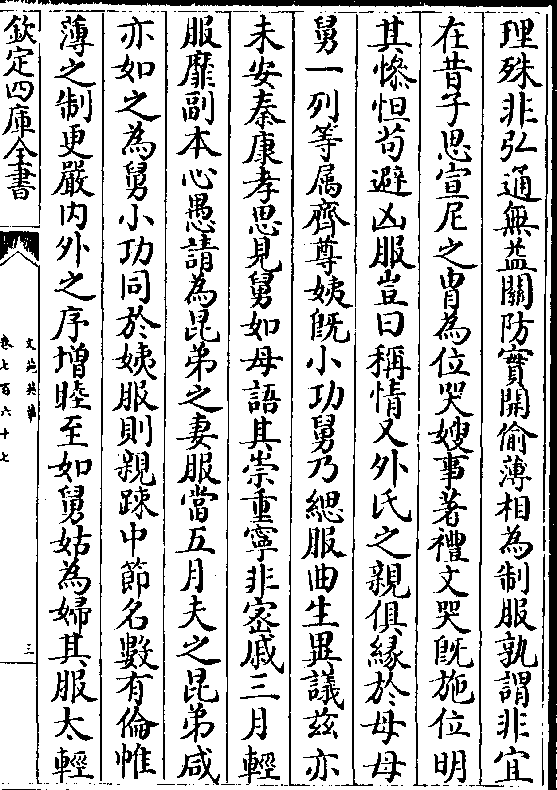 理殊非弘通無益關防實開偷薄相為制服孰謂非宜
在昔子思宣尼之冑為位哭嫂事著禮文哭旣施位明
其慘怛苟避凶服豈曰稱情又外氏之親俱緣於母母
舅一列等屬齊尊姨旣小功舅乃緦服曲生異議兹亦
未安秦康孝思見舅如母語其崇重寧非密戚三月輕
服靡副本心愚請為昆弟之妻服當五月夫之昆弟咸
亦如之為舅小功同於姨服則親踈中節名數有倫帷
薄之制更嚴内外之序増睦至如舅姑為婦其服太輕
欽定四庫全書
文苑英華
卷七百六十七
三